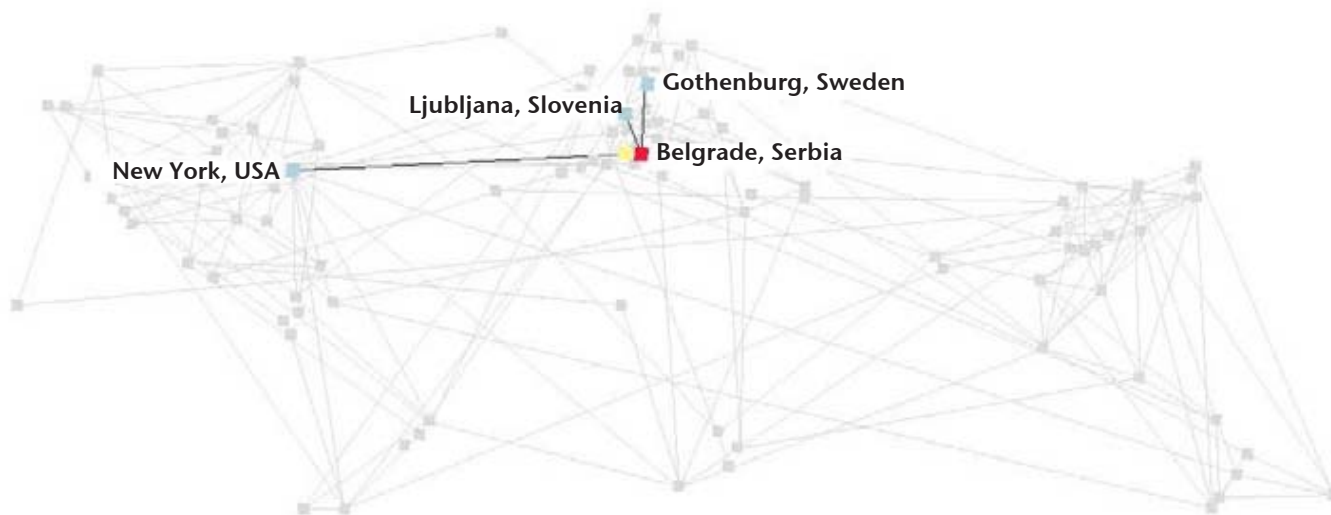 Gothenburg, Sweden
Ljubljana, Slovenia
Belgrade, Serbia
New York, USA